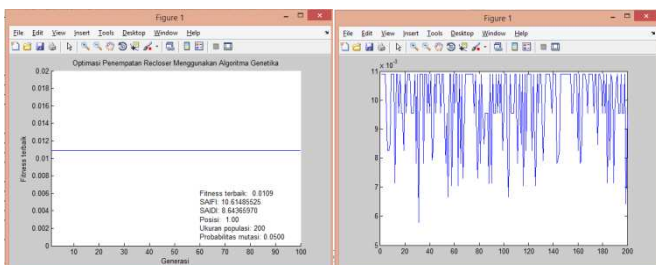 Figure 1
File Edit View Insert Tools Desktop Window Help
Optimasi Penempatan Recloser Menggunakan Algoritma Genetika
Fitness terbaik
0.02
0.018
0.016
0.014
0.012
0.01
0.008
0.006
0.004
0.002
0
Fitness terbaik: 0.0109
SAIFI: 10.61485525
SAIDI: 8.64365970
Posisi: 1.00
Ukuran populasi: 200
Probabilitas mutasi: 0.0500
10 20 30 40 50 60 70 80 90 100
Generasi
Figure 1
File Edit View Insert Tools Desktop Window Help
x 10^-3
11
10
9
8
7
6
5
0 20 40 60 80 100 120 140 160 180 200